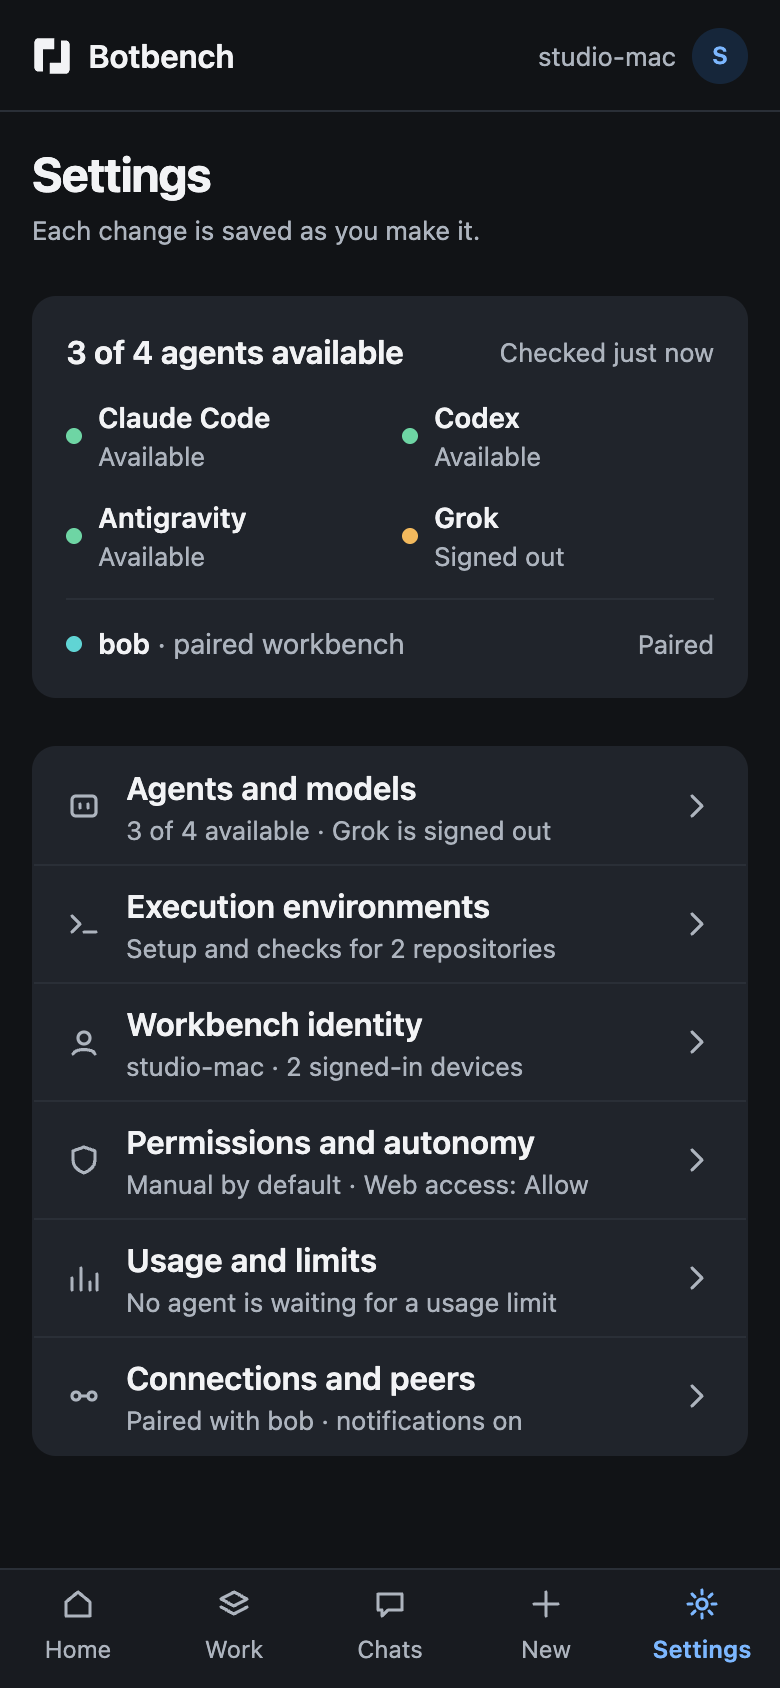 Botbench
studio-mac
S
Settings
Each change is saved as you make it.
3 of 4 agents available
Checked just now
Claude Code
Available
Codex
Available
Antigravity
Available
Grok
Signed out
bob · paired workbench
Paired
Agents and models
3 of 4 available · Grok is signed out
Execution environments
Setup and checks for 2 repositories
Workbench identity
studio-mac · 2 signed-in devices
Permissions and autonomy
Manual by default · Web access: Allow
Usage and limits
No agent is waiting for a usage limit
Connections and peers
Paired with bob · notifications on
Home
Work
Chats
New
Settings